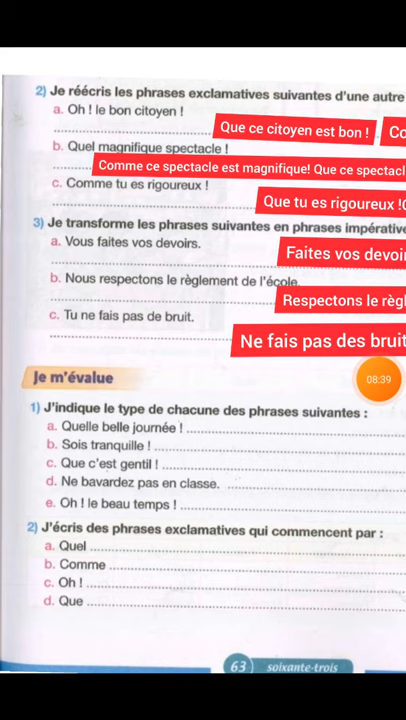 2) Je réécris les phrases exclamatives suivantes d'une autre
a. Oh ! le bon citoyen !
Que ce citoyen est bon !
b. Quel magnifique spectacle !
Comme ce spectacle est magnifique! Que ce spectacl
c. Comme tu es rigoureux !
Que tu es rigoureux !
3) Je transforme les phrases suivantes en phrases impérative
a. Vous faites vos devoirs.
Faites vos devoir
b. Nous respectons le règlement de l'école.
Respectons le règl
c. Tu ne fais pas de bruit.
Ne fais pas des bruit
Je m'évalue
08:39
1) J'indique le type de chacune des phrases suivantes :
a. Quelle belle journée !
b. Sois tranquille !
c. Que c'est gentil !
d. Ne bavardez pas en classe.
e. Oh ! le beau temps !
2) J'écris des phrases exclamatives qui commencent par :
a. Quel
b. Comme
c. Oh !
d. Que
63 soixante-trois